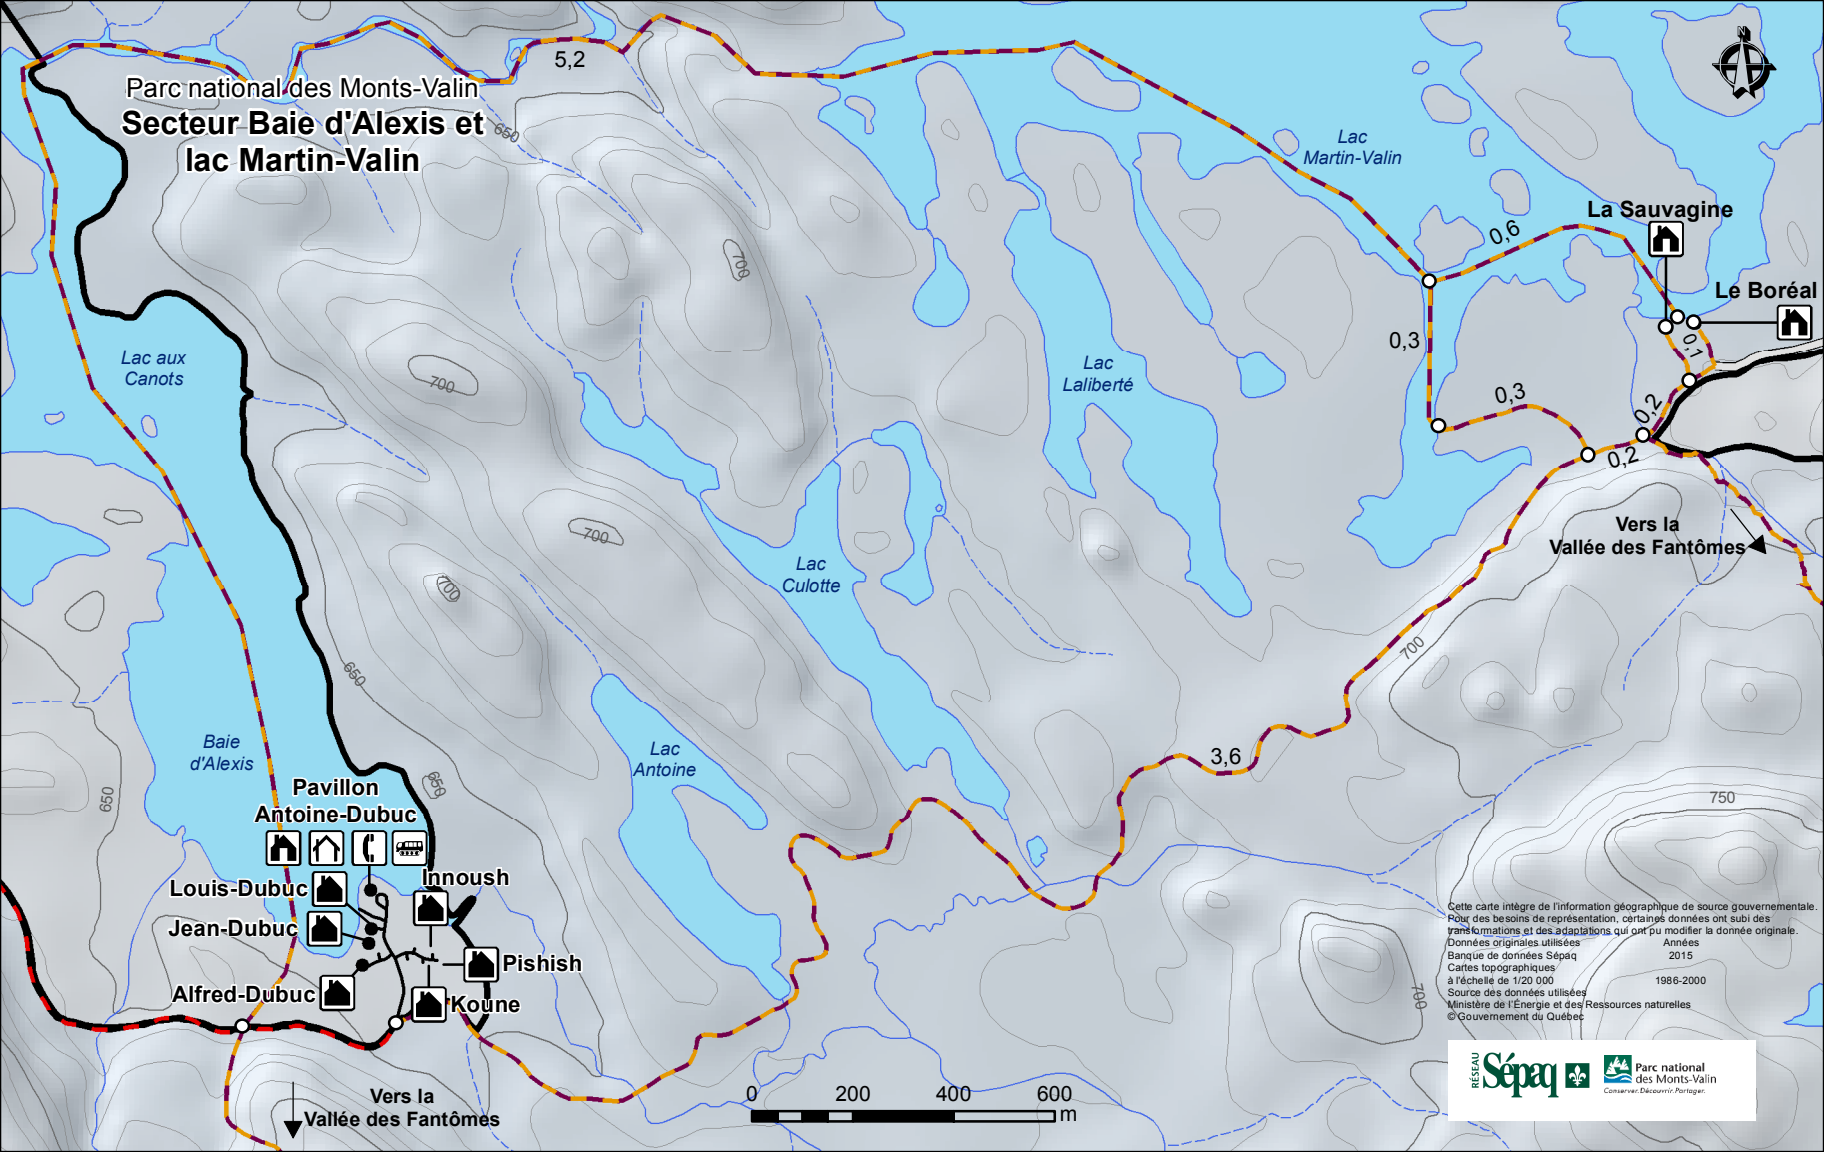 Parc national des Monts-Valin
Secteur Baie d'Alexis et
lac Martin-Valin
5,2
650
N
Lac
Martin-Valin
La Sauvagine
0,6
Le Boréal
700
0,3
0,1
Lac aux
Canots
700
Lac
Laliberté
0,3
0,2
0,2
700
Vers la
Vallée des Fantômes
Lac
Culotte
700
650
700
Baie
d'Alexis
Lac
Antoine
3,6
650
650
750
Pavillon
Antoine-Dubuc
Louis-Dubuc
Innoush
Jean-Dubuc
Pishish
Alfred-Dubuc
Koune
700
Cette carte intègre de l'information géographique de source gouvernementale.
Pour des besoins de représentation, certaines données ont subi des
transformations et des adaptations qui ont pu modifier la donnée originale.
Données originales utilisées Années
Banque de données Sépaq 2015
Cartes topographiques
à l'échelle de 1/20 000 1986-2000
Source des données utilisées
Ministère de l'Énergie et des Ressources naturelles
© Gouvernement du Québec
Vers la
Vallée des Fantômes
0 200 400 600
m
RÉSEAU
Sépaq
Parc national
des Monts-Valin
Conserver. Découvrir. Partager.